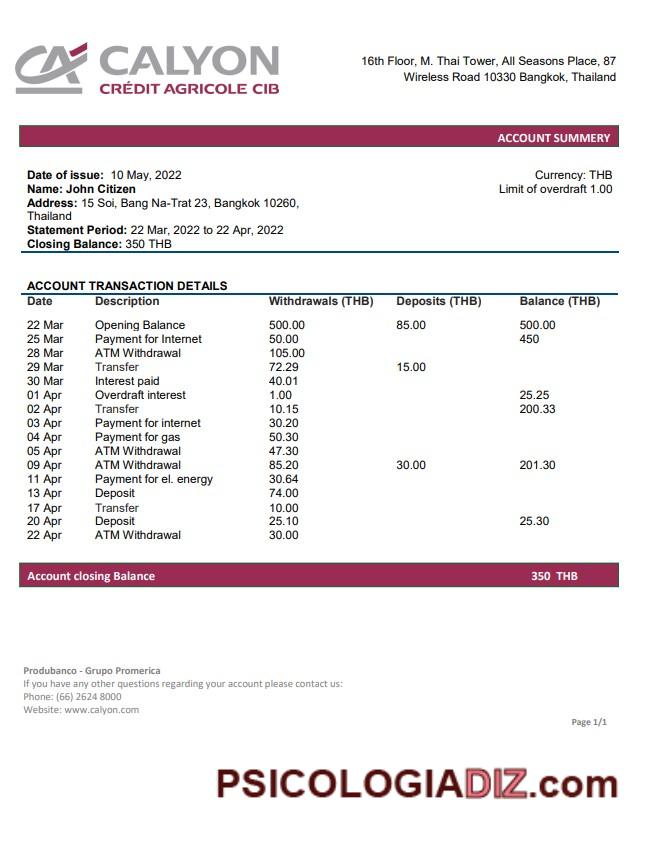 CALYON
CRÉDIT AGRICOLE CIB
16th Floor, M. Thai Tower, All Seasons Place, 87
Wireless Road 10330 Bangkok, Thailand
ACCOUNT SUMMERY
Date of issue: 10 May, 2022
Currency: THB
Name: John Citizen
Limit of overdraft 1.00
Address: 15 Soi, Bang Na-Trat 23, Bangkok 10260,
Thailand
Statement Period: 22 Mar, 2022 to 22 Apr, 2022
Closing Balance: 350 THB
ACCOUNT TRANSACTION DETAILS
Date Description Withdrawals (THB) Deposits (THB) Balance (THB)
22 Mar Opening Balance 500.00 85.00 500.00
25 Mar Payment for Internet 50.00 450
28 Mar ATM Withdrawal 105.00
29 Mar Transfer 72.29 15.00
30 Mar Interest paid 40.01
01 Apr Overdraft interest 1.00 25.25
02 Apr Transfer 10.15 200.33
03 Apr Payment for internet 30.20
04 Apr Payment for gas 50.30
05 Apr ATM Withdrawal 47.30
09 Apr ATM Withdrawal 85.20 30.00 201.30
11 Apr Payment for el. energy 30.64
13 Apr Deposit 74.00
17 Apr Transfer 10.00
20 Apr Deposit 25.10 25.30
22 Apr ATM Withdrawal 30.00
Account closing Balance 350 THB
Produbanco - Grupo Promerica
If you have any other questions regarding your account please contact us:
Phone: (66) 2624 8000
Website: www.calyon.com
Page 1/1
PSICOLOGIADIZ.com